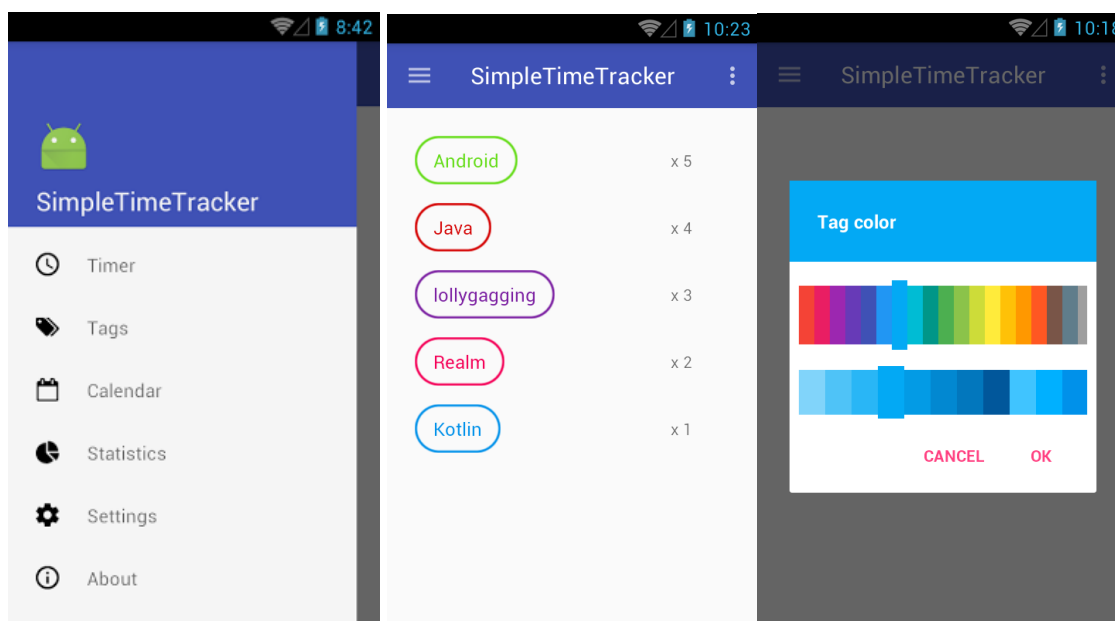 8:42
SimpleTimeTracker
Timer
Tags
Calendar
Statistics
Settings
About
10:23
SimpleTimeTracker
Android x 5
Java x 4
lollygagging x 3
Realm x 2
Kotlin x 1
10:18
SimpleTimeTracker
Tag color
CANCEL OK